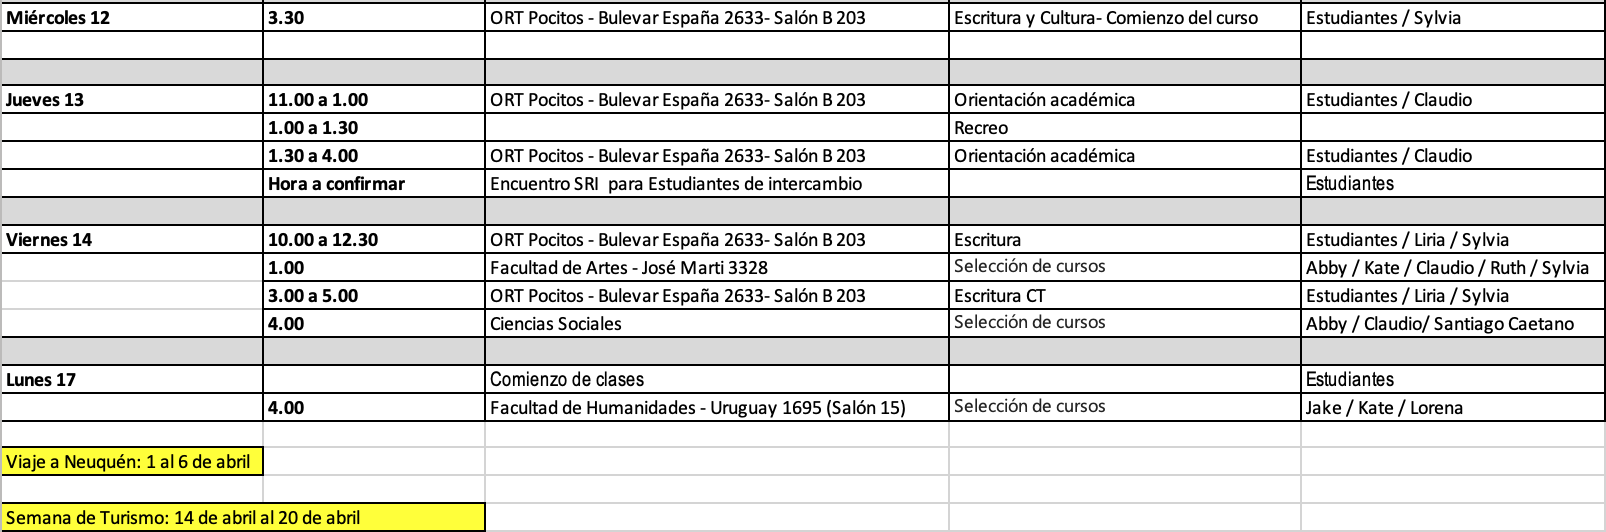 Miércoles 12 3.30 ORT Pocitos - Bulevar España 2633- Salón B 203 Escritura y Cultura- Comienzo del curso Estudiantes / Sylvia
Jueves 13 11.00 a 1.00 ORT Pocitos - Bulevar España 2633- Salón B 203 Orientación académica Estudiantes / Claudio
1.00 a 1.30 Recreo
1.30 a 4.00 ORT Pocitos - Bulevar España 2633- Salón B 203 Orientación académica Estudiantes / Claudio
Hora a confirmar Encuentro SRI  para Estudiantes de intercambio Estudiantes
Viernes 14 10.00 a 12.30 ORT Pocitos - Bulevar España 2633- Salón B 203 Escritura Estudiantes / Liria / Sylvia
1.00 Facultad de Artes - José Marti 3328 Selección de cursos Abby / Kate / Claudio / Ruth / Sylvia
3.00 a 5.00 ORT Pocitos - Bulevar España 2633- Salón B 203 Escritura CT Estudiantes / Liria / Sylvia
4.00 Ciencias Sociales Selección de cursos Abby / Claudio/ Santiago Caetano
Lunes 17 Comienzo de clases Estudiantes
4.00 Facultad de Humanidades - Uruguay 1695 (Salón 15) Selección de cursos Jake / Kate / Lorena
Viaje a Neuquén: 1 al 6 de abril
Semana de Turismo: 14 de abril al 20 de abril